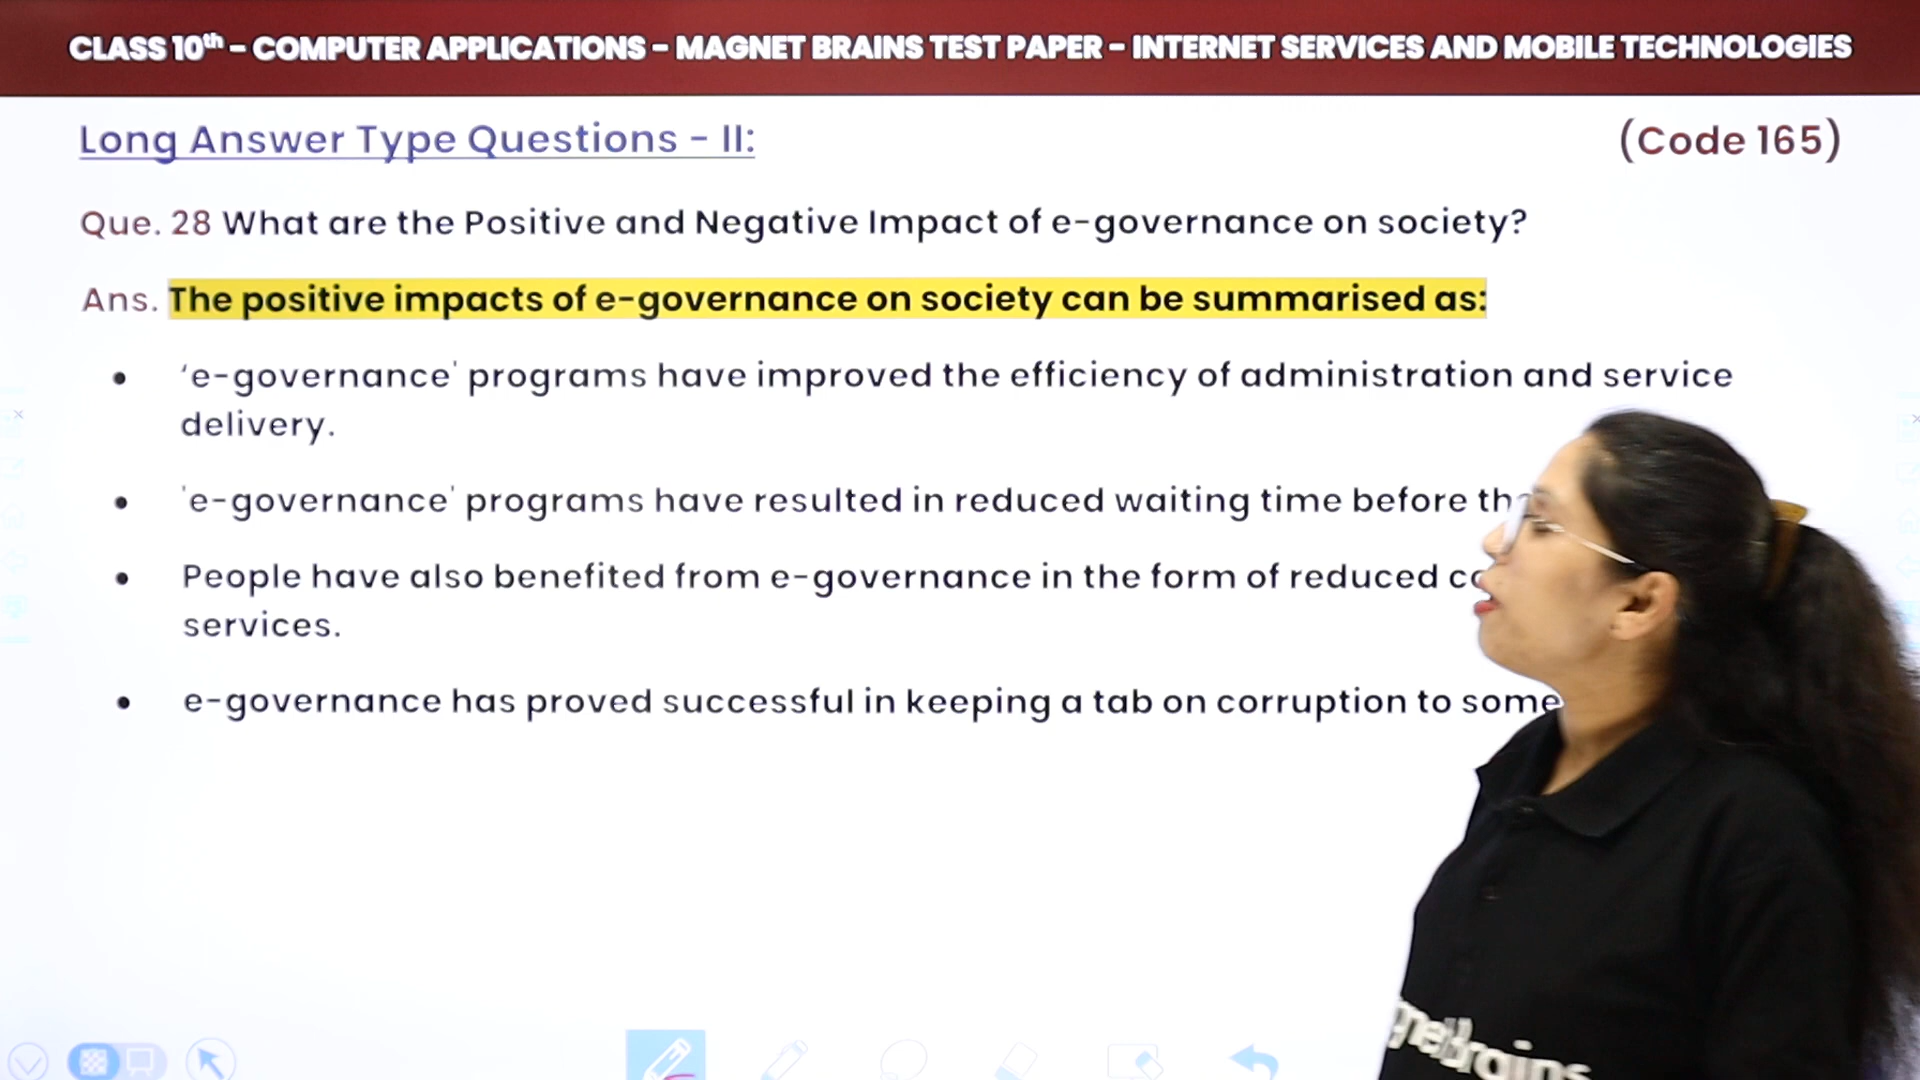 CLASS 10th – COMPUTER APPLICATIONS – MAGNET BRAINS TEST PAPER – INTERNET SERVICES AND MOBILE TECHNOLOGIES
Long Answer Type Questions - II:
(Code 165)
Que. 28 What are the Positive and Negative Impact of e-governance on society?
Ans. The positive impacts of e-governance on society can be summarised as:
• 'e-governance' programs have improved the efficiency of administration and service
delivery.
• 'e-governance' programs have resulted in reduced waiting time before
• People have also benefited from e-governance in the form of reduced
services.
• e-governance has proved successful in keeping a tab on corruption to some